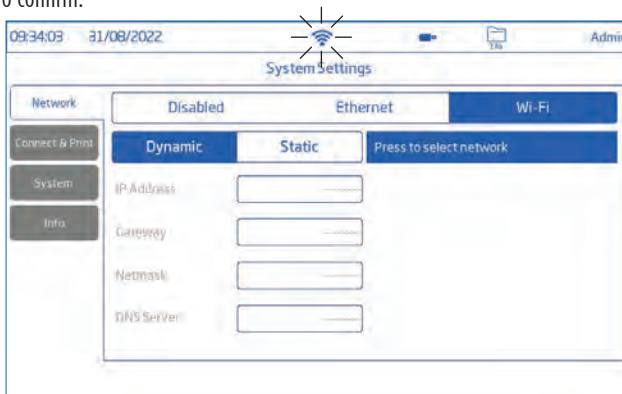 o confirm.
09:34:03 31/08/2022 Admi
System Settings
Network Disabled Ethernet Wi-Fi
Connect & Print Dynamic Static Press to select network
System IP Address
Info Gateway
Netmask
DNS Server